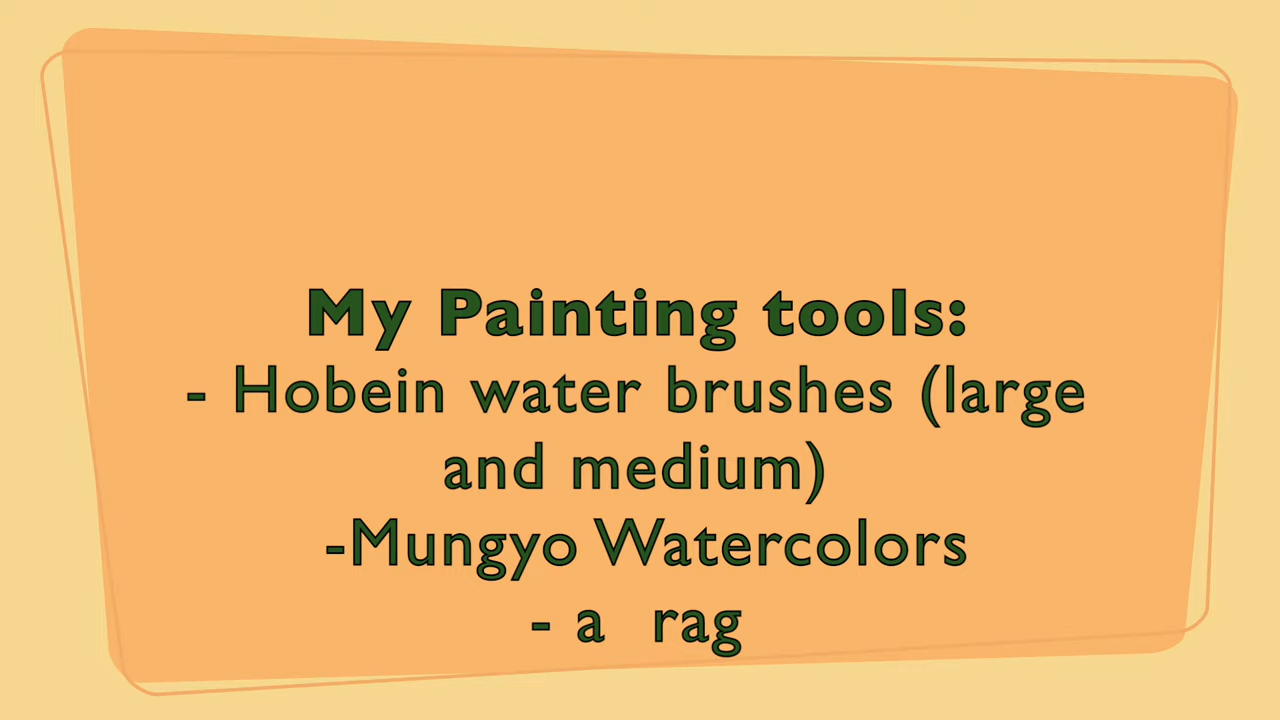 My Painting tools:
- Hobein water brushes (large
and medium)
-Mungyo Watercolors
- a  rag